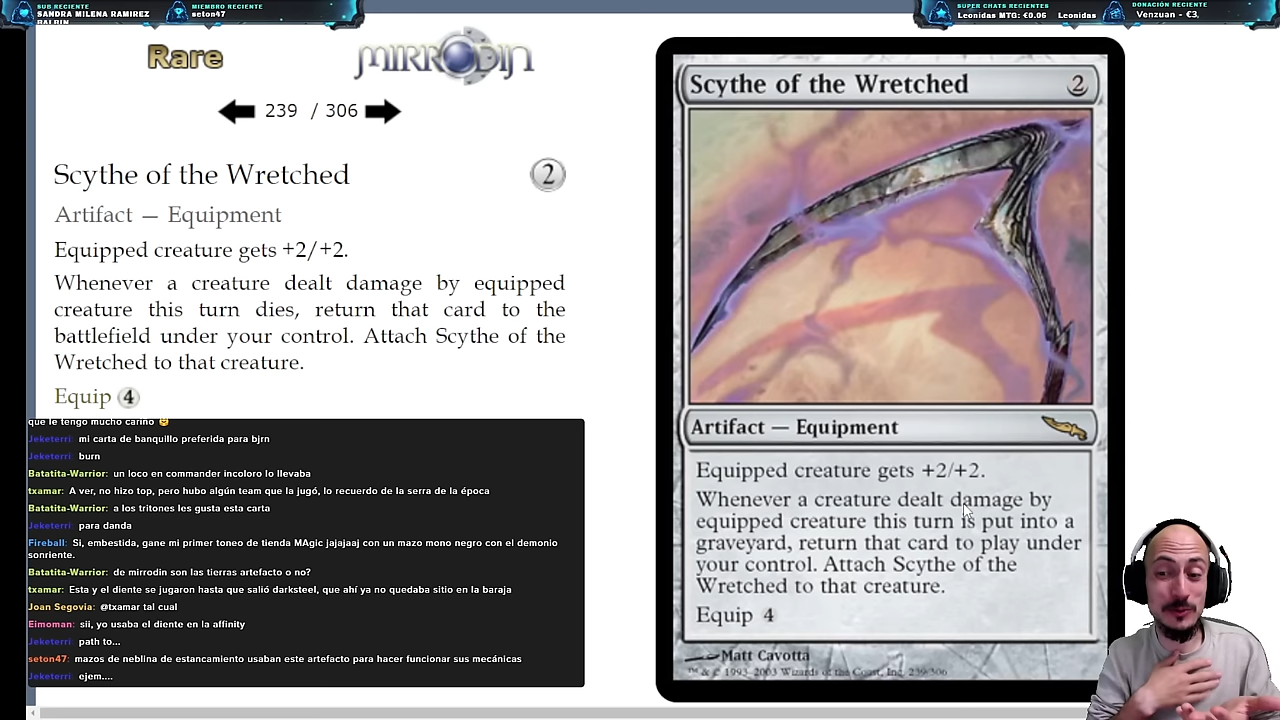 SUB RECIENTE
SANDRA MILENA RAMIREZ
MIEMBRO RECIENTE
seton47
SUPER CHATS RECIENTES
Leonidas MTG: €0.06 Leonidas
DONACIÓN RECIENTE
Venzuan - €3,
Rare
MIRRODIN
239 / 306
Scythe of the Wretched 2
Artifact — Equipment
Equipped creature gets +2/+2.
Whenever a creature dealt damage by equipped
creature this turn dies, return that card to the
battlefield under your control. Attach Scythe of the
Wretched to that creature.
Equip 4
que le tengo mucho cariño
Jeketerri: mi carta de banquillo preferida para bjrn
Jeketerri: burn
Batatita-Warrior: un loco en commander incoloro lo llevaba
txamar: A ver, no hizo top, pero hubo algún team que la jugó, lo recuerdo de la serra de la época
Batatita-Warrior: a los tritones les gusta esta carta
Jeketerri: para danda
Fireball: Si, embestida, gane mi primer toneo de tienda MAgic jajajaaj con un mazo mono negro con el demonio
sonriente.
Batatita-Warrior: de mirrodin son las tierras artefacto o no?
txamar: Esta y el diente se jugaron hasta que salió darksteel, que ahí ya no quedaba sitio en la baraja
Joan Segovia: @txamar tal cual
Eimoman: sii, yo usaba el diente en la affinity
Jeketerri: path to...
seton47: mazos de neblina de estancamiento usaban este artefacto para hacer funcionar sus mecánicas
Jeketerri: ejem....
Scythe of the Wretched 2
Artifact — Equipment
Equipped creature gets +2/+2.
Whenever a creature dealt damage by
equipped creature this turn is put into a
graveyard, return that card to play under
your control. Attach Scythe of the
Wretched to that creature.
Equip 4
Matt Cavotta
™ & © 1993–2003 Wizards of the Coast, Inc. 239/306